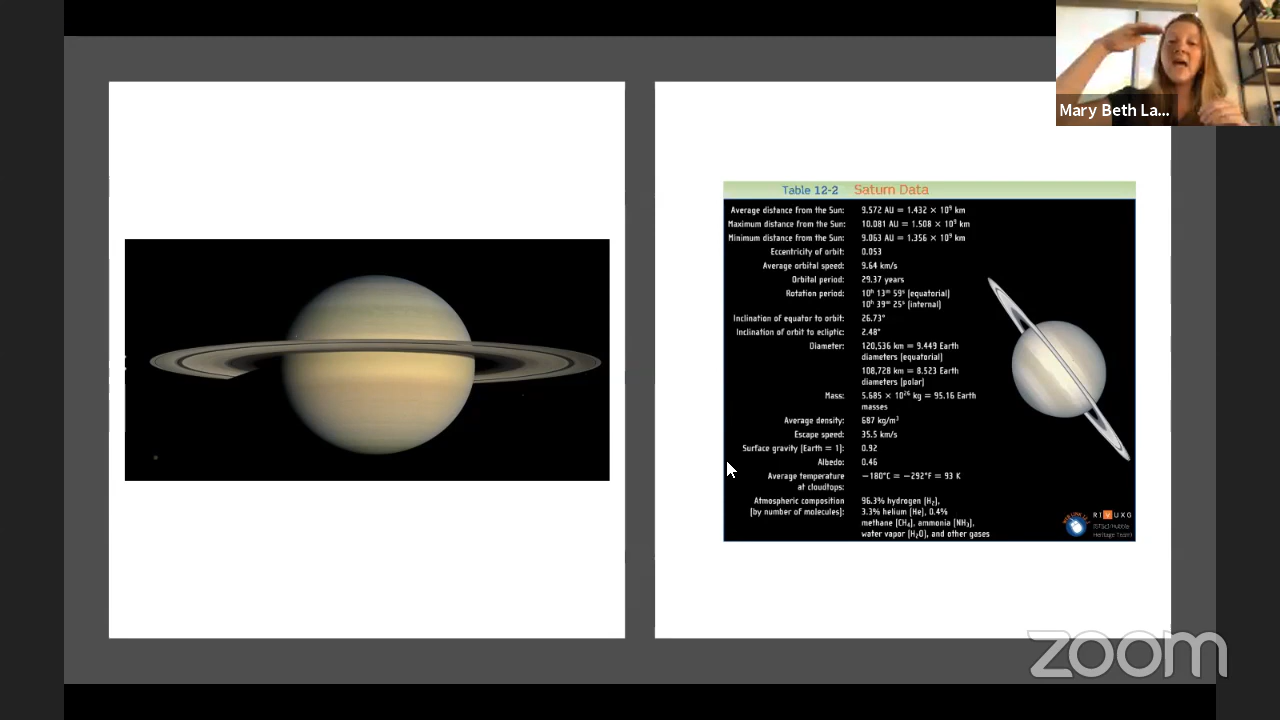 Mary Beth La...
Table 12-2 Saturn Data
Average distance from the Sun: 9.572 AU = 1.432 × 10⁹ km
Maximum distance from the Sun: 10.081 AU = 1.508 × 10⁹ km
Minimum distance from the Sun: 9.063 AU = 1.356 × 10⁹ km
Eccentricity of orbit: 0.053
Average orbital speed: 9.64 km/s
Orbital period: 29.37 years
Rotation period: 10ʰ 13ᵐ 59ˢ (equatorial)
10ʰ 39ᵐ 25ˢ (internal)
Inclination of equator to orbit: 26.73°
Inclination of orbit to ecliptic: 2.48°
Diameter: 120,536 km = 9.449 Earth
diameters (equatorial)
108,728 km = 8.523 Earth
diameters (polar)
Mass: 5.685 × 10²⁶ kg = 95.16 Earth
masses
Average density: 687 kg/m³
Escape speed: 35.5 km/s
Surface gravity (Earth = 1): 0.92
Albedo: 0.46
Average temperature −180°C = −292°F = 93 K
at cloudtops:
Atmospheric composition 96.3% hydrogen (H₂),
(by number of molecules): 3.3% helium (He), 0.4%
methane (CH₄), ammonia (NH₃),
water vapor (H₂O), and other gases
R I V U X G
Heritage Team)
zoom